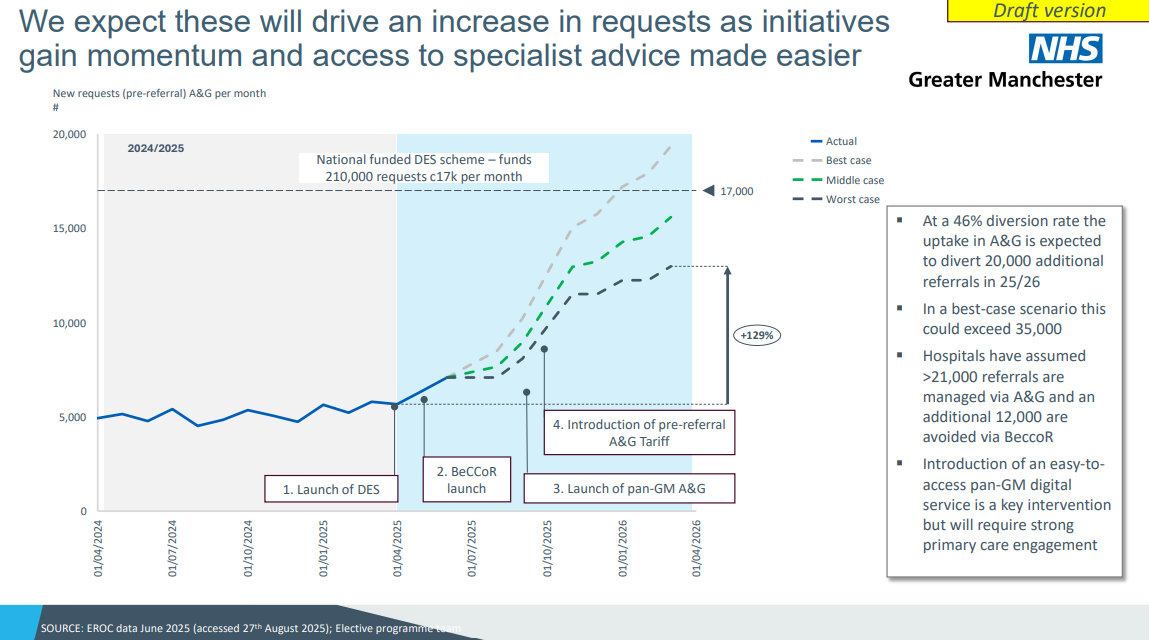 We expect these will drive an increase in requests as initiatives
gain momentum and access to specialist advice made easier
Draft version
NHS
Greater Manchester
New requests (pre-referral) A&G per month
#
20,000
15,000
10,000
5,000
0
2024/2025
National funded DES scheme – funds
210,000 requests c17k per month
17,000
Actual
Best case
Middle case
Worst case
+129%
1. Launch of DES
2. BeCCoR
launch
3. Launch of pan-GM A&G
4. Introduction of pre-referral
A&G Tariff
01/04/2024
01/07/2024
01/10/2024
01/01/2025
01/04/2025
01/07/2025
01/10/2025
01/01/2026
01/04/2026
▪ At a 46% diversion rate the
uptake in A&G is expected
to divert 20,000 additional
referrals in 25/26
▪ In a best-case scenario this
could exceed 35,000
▪ Hospitals have assumed
>21,000 referrals are
managed via A&G and an
additional 12,000 are
avoided via BeccoR
▪ Introduction of an easy-to-
access pan-GM digital
service is a key intervention
but will require strong
primary care engagement
SOURCE: EROC data June 2025 (accessed 27th August 2025); Elective programme team